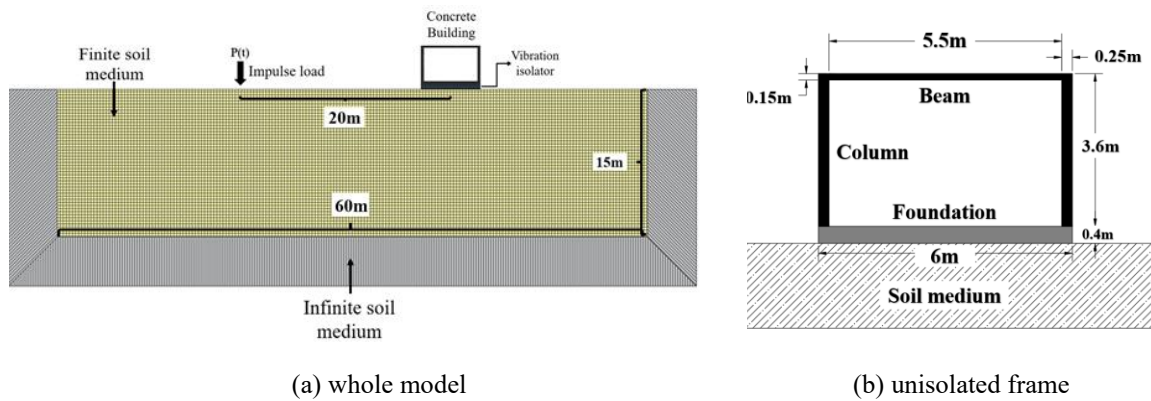 Concrete
Building
P(t)
Impulse load
Vibration
isolator
Finite soil
medium
20m
15m
60m
Infinite soil
medium
(a) whole model
5.5m
0.25m
0.15m
Beam
Column
3.6m
Foundation
0.4m
6m
Soil medium
(b) unisolated frame